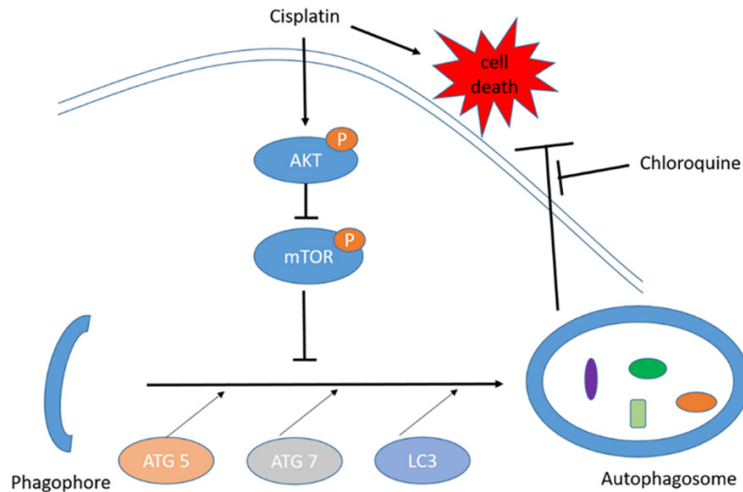 Cisplatin
cell
death
P
AKT
Chloroquine
P
mTOR
ATG 5
ATG 7
LC3
Phagophore
Autophagosome